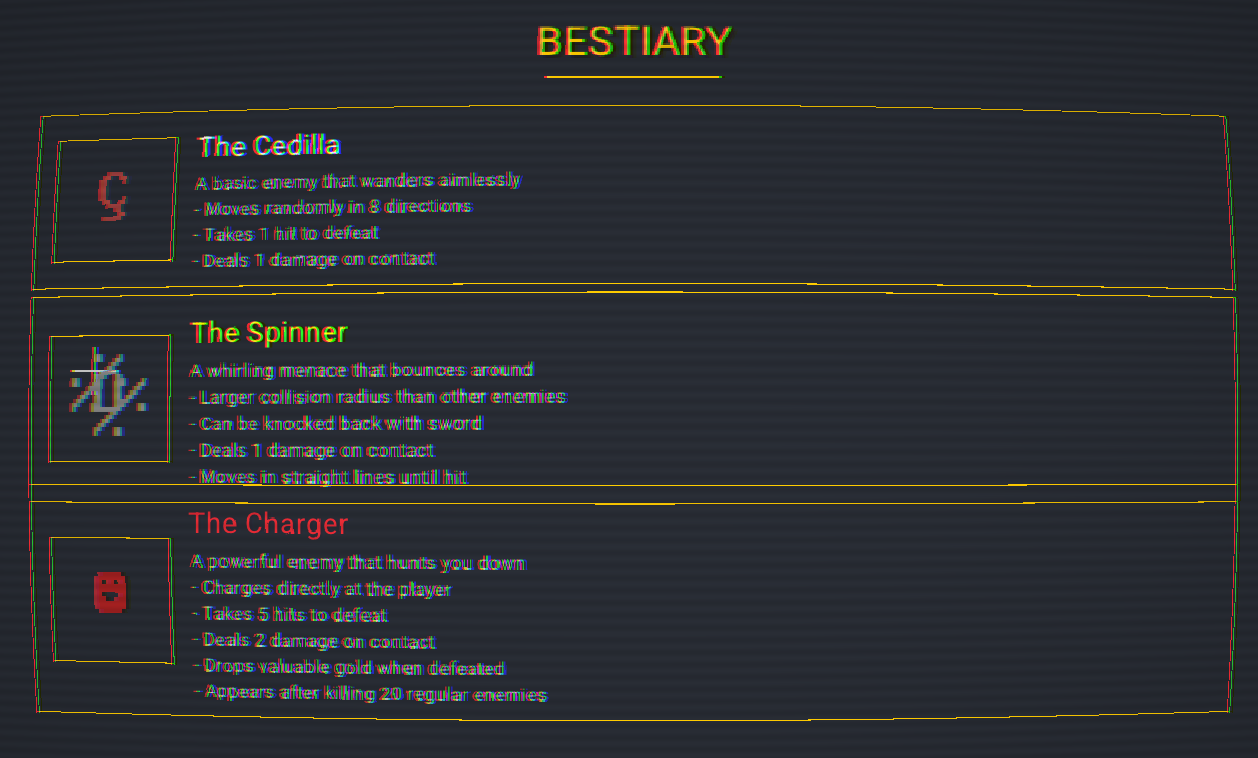 BESTIARY
The Cedilla
Ç
A basic enemy that wanders aimlessly
- Moves randomly in 8 directions
- Takes 1 hit to defeat
- Deals 1 damage on contact
The Spinner
A whirling menace that bounces around
- Larger collision radius than other enemies
- Can be knocked back with sword
- Deals 1 damage on contact
- Moves in straight lines until hit
The Charger
A powerful enemy that hunts you down
- Charges directly at the player
- Takes 5 hits to defeat
- Deals 2 damage on contact
- Drops valuable gold when defeated
- Appears after killing 20 regular enemies